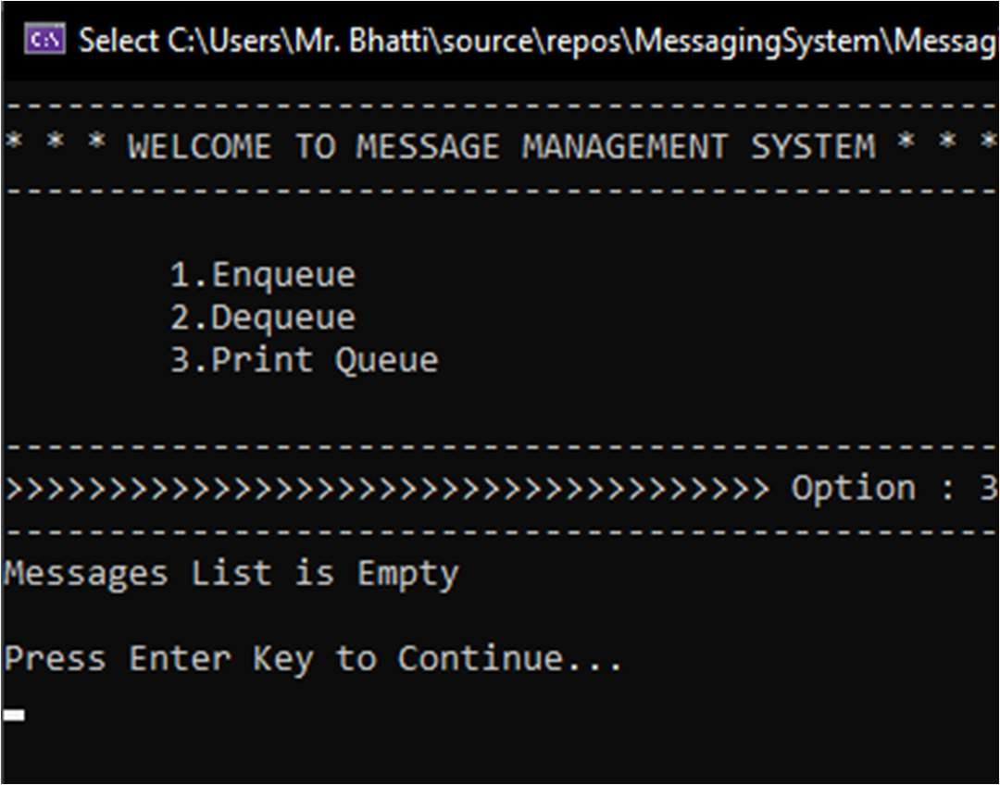 Select C:\Users\Mr. Bhatti\source\repos\MessagingSystem\Messagi
------------------------------------------------
* * * WELCOME TO MESSAGE MANAGEMENT SYSTEM * * *
------------------------------------------------
1.Enqueue
2.Dequeue
3.Print Queue
------------------------------------------------
>>>>>>>>>>>>>>>>>>>>>>>>>>>>>>>>>>>>> Option : 3
------------------------------------------------
Messages List is Empty
Press Enter Key to Continue...